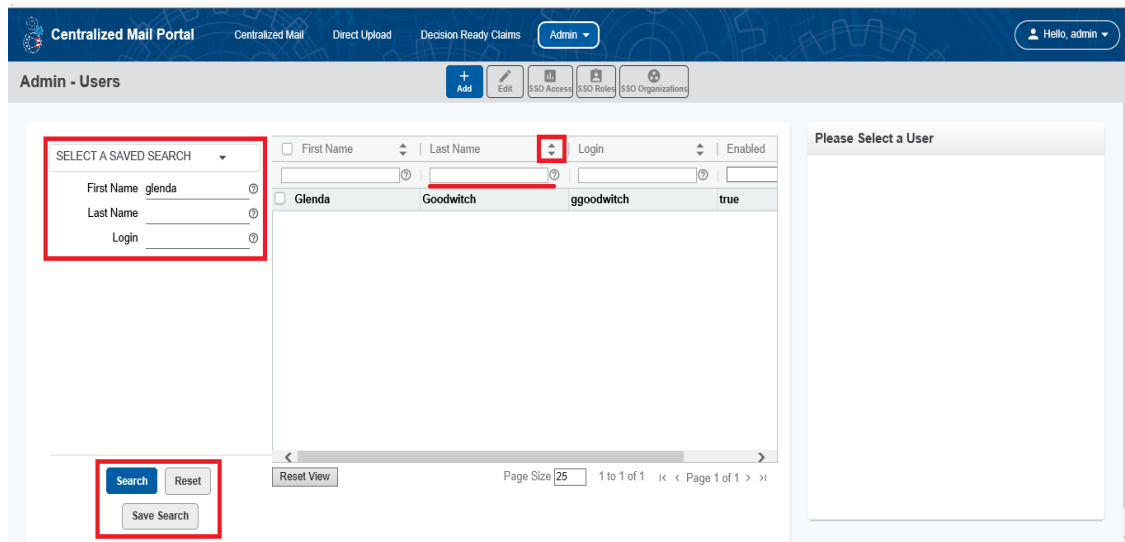 Centralized Mail Portal Centralized Mail Direct Upload Decision Ready Claims Admin Hello, admin
Admin - Users
+ Add Edit SSO Access SSO Roles SSO Organizations
SELECT A SAVED SEARCH
First Name glenda
Last Name
Login
First Name Last Name Login Enabled
Glenda Goodwitch ggoodwitch true
Reset View Page Size 25 1 to 1 of 1 Page 1 of 1
Search Reset
Save Search
Please Select a User